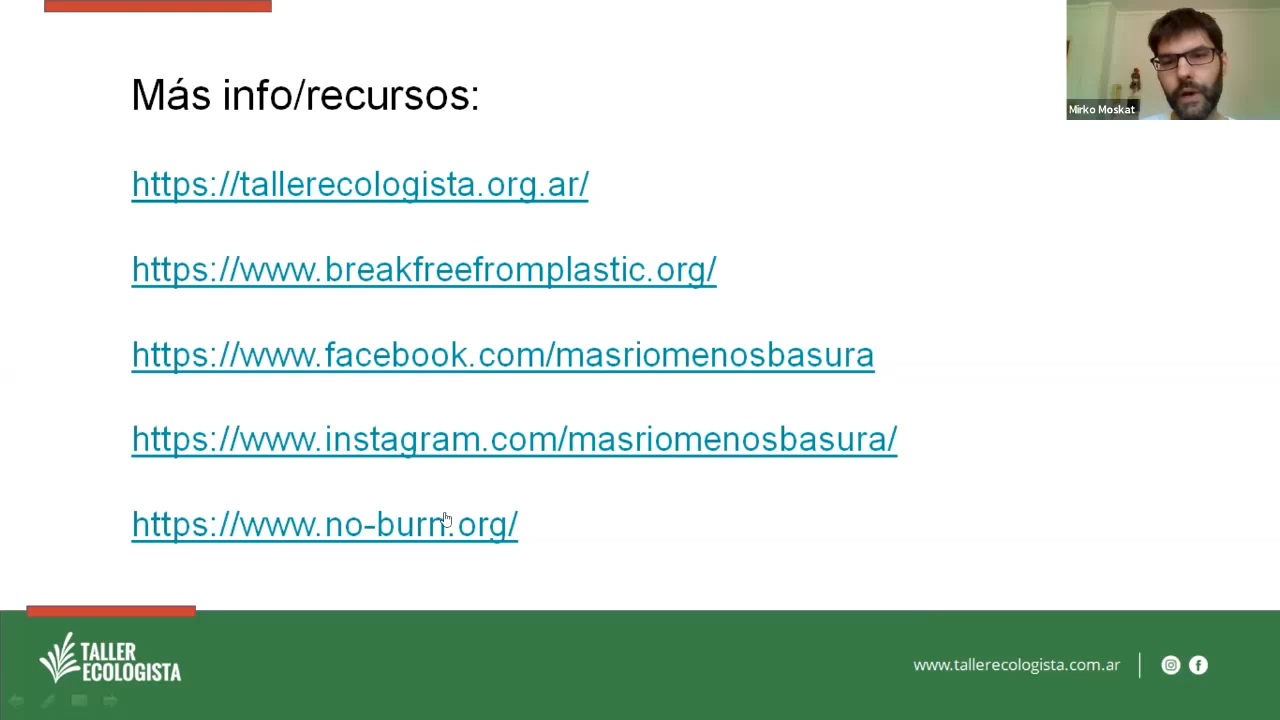 Más info/recursos:
Mirko Moskat
https://tallerecologista.org.ar/
https://www.breakfreefromplastic.org/
https://www.facebook.com/masriomenosbasura
https://www.instagram.com/masriomenosbasura/
https://www.no-burn.org/
TALLER
ECOLOGISTA
www.tallerecologista.com.ar